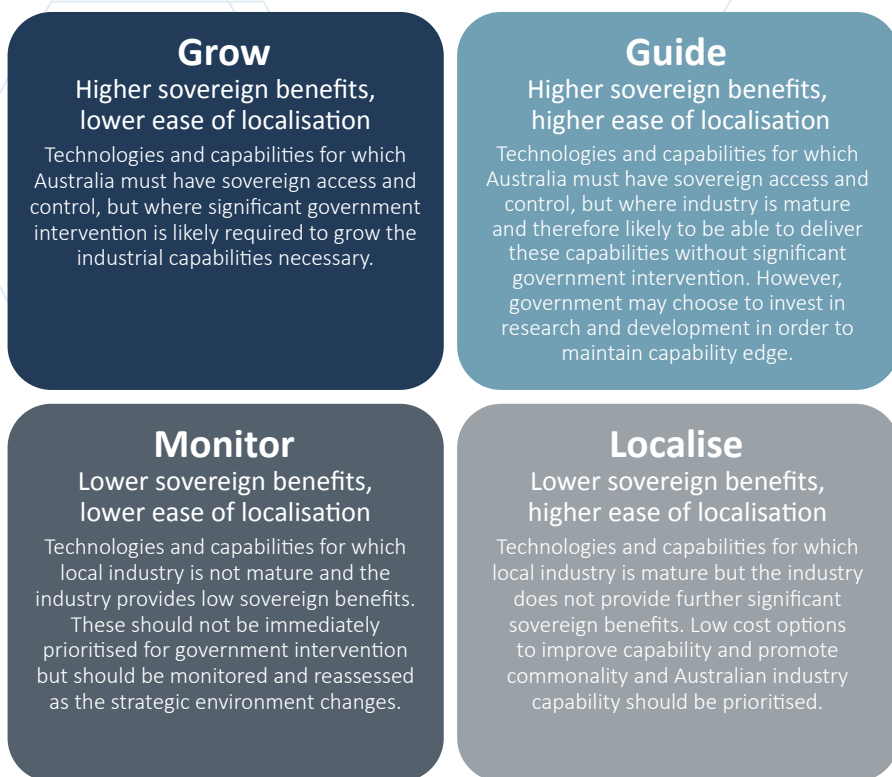 Grow
Higher sovereign benefits,
lower ease of localisation
Technologies and capabilities for which
Australia must have sovereign access and
control, but where significant government
intervention is likely required to grow the
industrial capabilities necessary.
Guide
Higher sovereign benefits,
higher ease of localisation
Technologies and capabilities for which
Australia must have sovereign access and
control, but where industry is mature
and therefore likely to be able to deliver
these capabilities without significant
government intervention. However,
government may choose to invest in
research and development in order to
maintain capability edge.
Monitor
Lower sovereign benefits,
lower ease of localisation
Technologies and capabilities for which
local industry is not mature and the
industry provides low sovereign benefits.
These should not be immediately
prioritised for government intervention
but should be monitored and reassessed
as the strategic environment changes.
Localise
Lower sovereign benefits,
higher ease of localisation
Technologies and capabilities for which
local industry is mature but the industry
does not provide further significant
sovereign benefits. Low cost options
to improve capability and promote
commonality and Australian industry
capability should be prioritised.